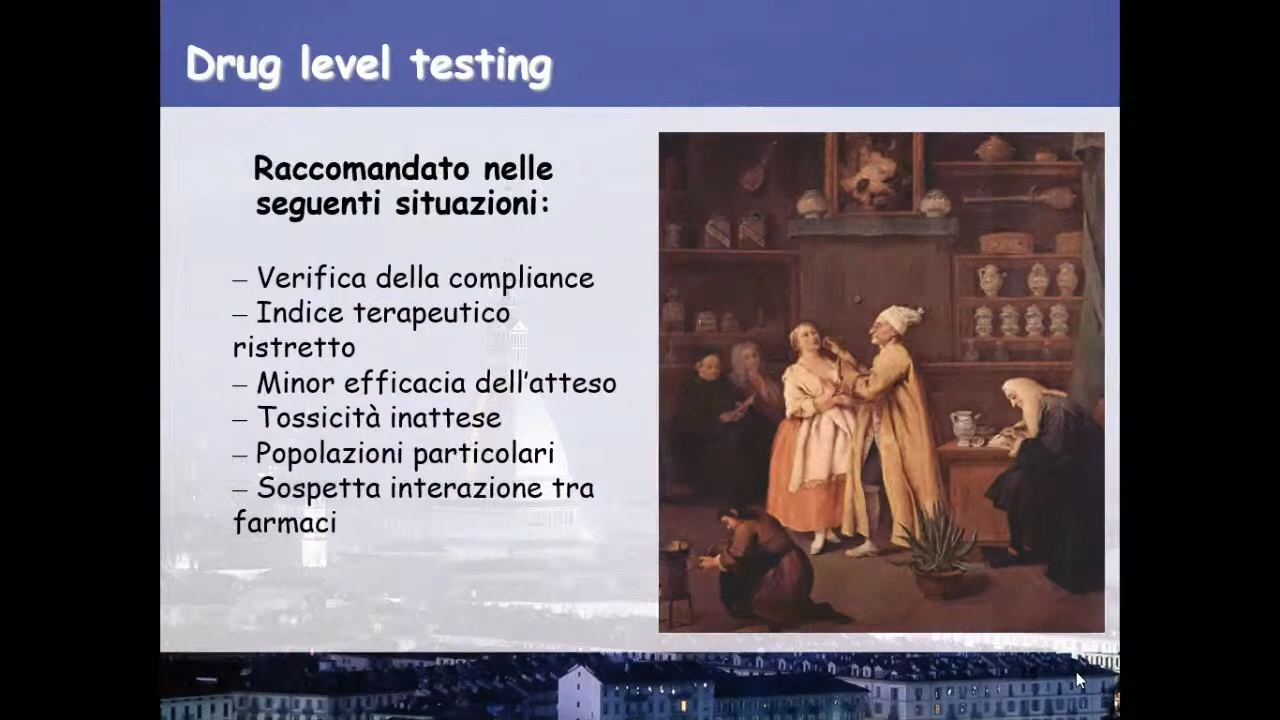 Drug level testing
Raccomandato nelle
seguenti situazioni:
– Verifica della compliance
– Indice terapeutico
ristretto
– Minor efficacia dell'atteso
– Tossicità inattese
– Popolazioni particolari
– Sospetta interazione tra
farmaci